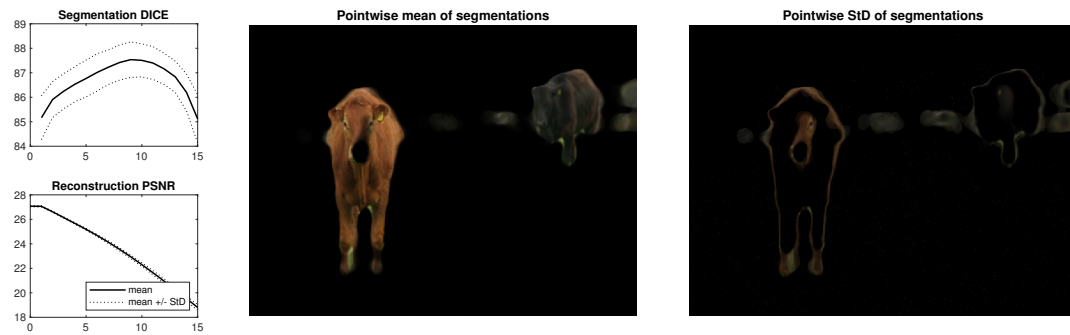 Segmentation DICE
89
88
87
86
85
84
0 5 10 15
Reconstruction PSNR
28
26
24
22
20
18
0 5 10 15
mean
mean +/- StD
Pointwise mean of segmentations
Pointwise StD of segmentations